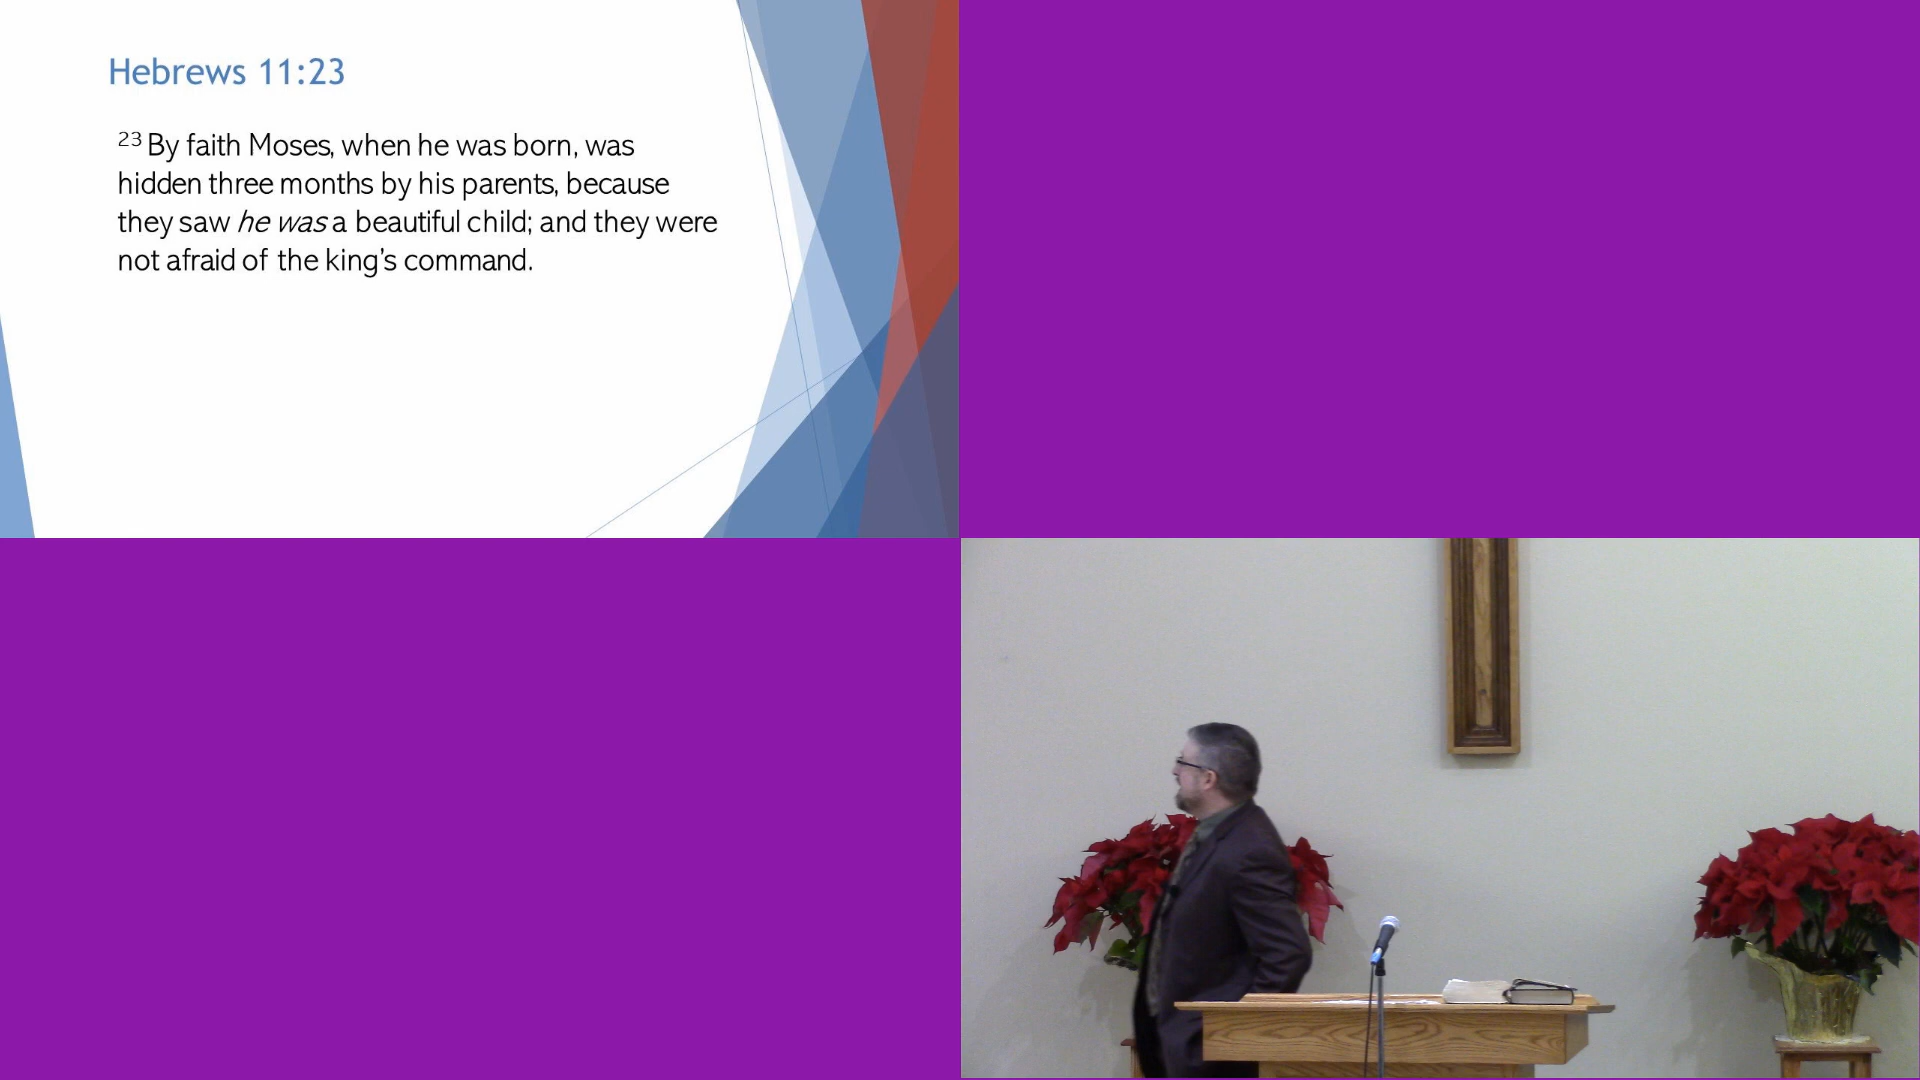 Hebrews 11:23
23 By faith Moses, when he was born, was
hidden three months by his parents, because
they saw he was a beautiful child; and they were
not afraid of the king’s command.